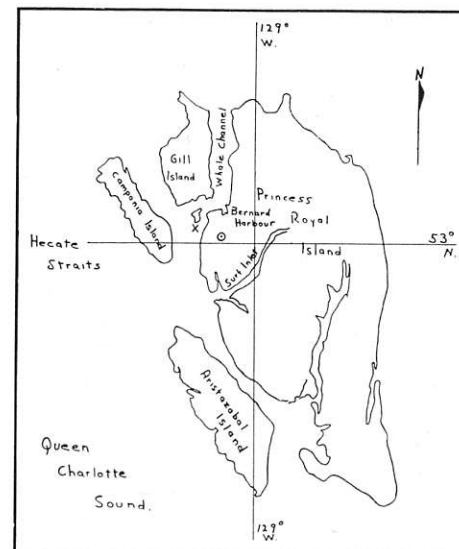 129°
W.
N
Gill
Island
Whale Channel
Campania Island
Princess
Royal
Island
Bernard
Harbour
X
Hecate
Straits
53°
N.
Surf Inlet
Aristazabal
Island
Queen
Charlotte
Sound.
129°
W.